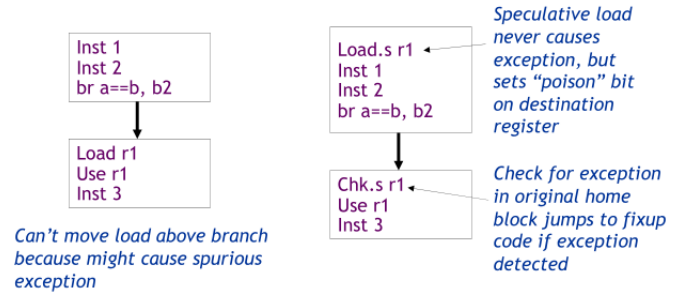 Inst 1
Inst 2
br a==b, b2
Load r1
Use r1
Inst 3
Can't move load above branch
because might cause spurious
exception
Load.s r1
Inst 1
Inst 2
br a==b, b2
Chk.s r1
Use r1
Inst 3
Speculative load
never causes
exception, but
sets “poison” bit
on destination
register
Check for exception
in original home
block jumps to fixup
code if exception
detected